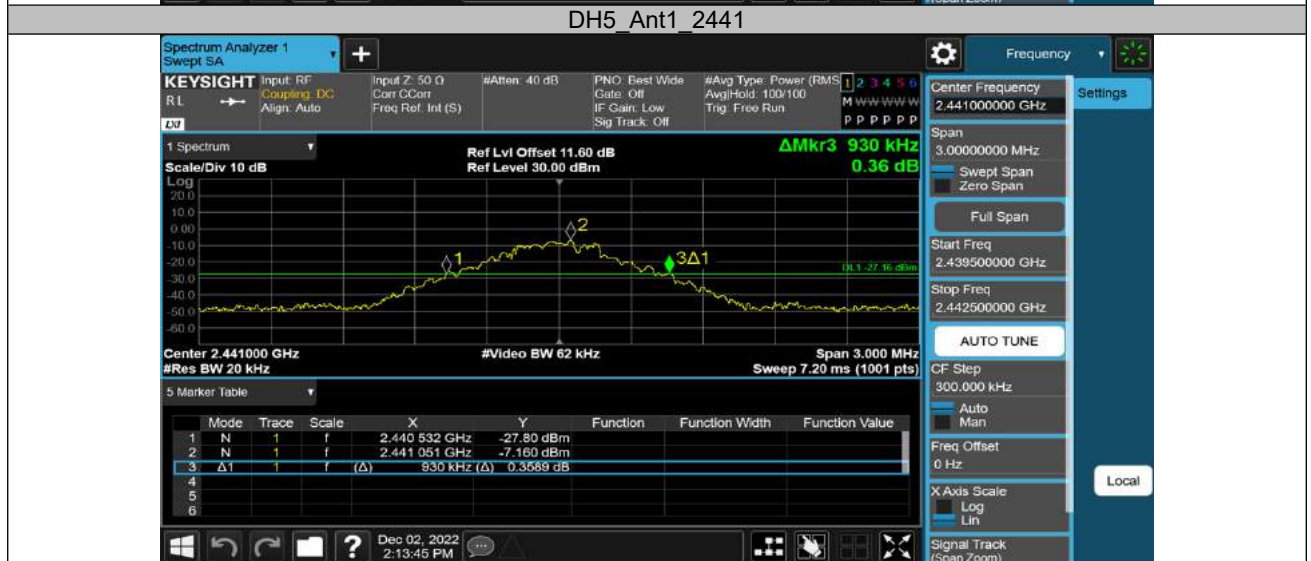 (Span Zoom)
DH5_Ant1_2441
Spectrum Analyzer 1
Swept SA
+
Frequency
KEYSIGHT Input: RF Input Z: 50 Ω #Atten: 40 dB PNO: Best Wide #Avg Type: Power (RMS 1 2 3 4 5 6
RL Coupling: DC Corr CCorr Gate: Off Avg|Hold: 100/100 M W W W W W
Align: Auto Freq Ref: Int (S) IF Gain: Low Trig: Free Run
Sig Track: Off P P P P P P
LXI
Center Frequency
2.441000000 GHz
Settings
1 Spectrum
Ref Lvl Offset 11.60 dB
ΔMkr3 930 kHz
Scale/Div 10 dB
Ref Level 30.00 dBm
0.36 dB
Log
20.0
10.0
0.00
-10.0
-20.0
-30.0
-40.0
-50.0
-60.0
1
2
3Δ1
DL1 -27.16 dBm
Center 2.441000 GHz #Video BW 62 kHz Span 3.000 MHz
#Res BW 20 kHz Sweep 7.20 ms (1001 pts)
Span
3.00000000 MHz
Swept Span
Zero Span
Full Span
Start Freq
2.439500000 GHz
Stop Freq
2.442500000 GHz
AUTO TUNE
CF Step
300.000 kHz
Auto
Man
Freq Offset
0 Hz
X Axis Scale
Log
Lin
Signal Track
(Span Zoom)
Local
5 Marker Table
Mode Trace Scale X Y Function Function Width Function Value
1 N 1 f 2.440 532 GHz -27.80 dBm
2 N 1 f 2.441 051 GHz -7.160 dBm
3 Δ1 1 f (Δ) 930 kHz (Δ) 0.3589 dB
4
5
6
?
Dec 02, 2022
2:13:45 PM